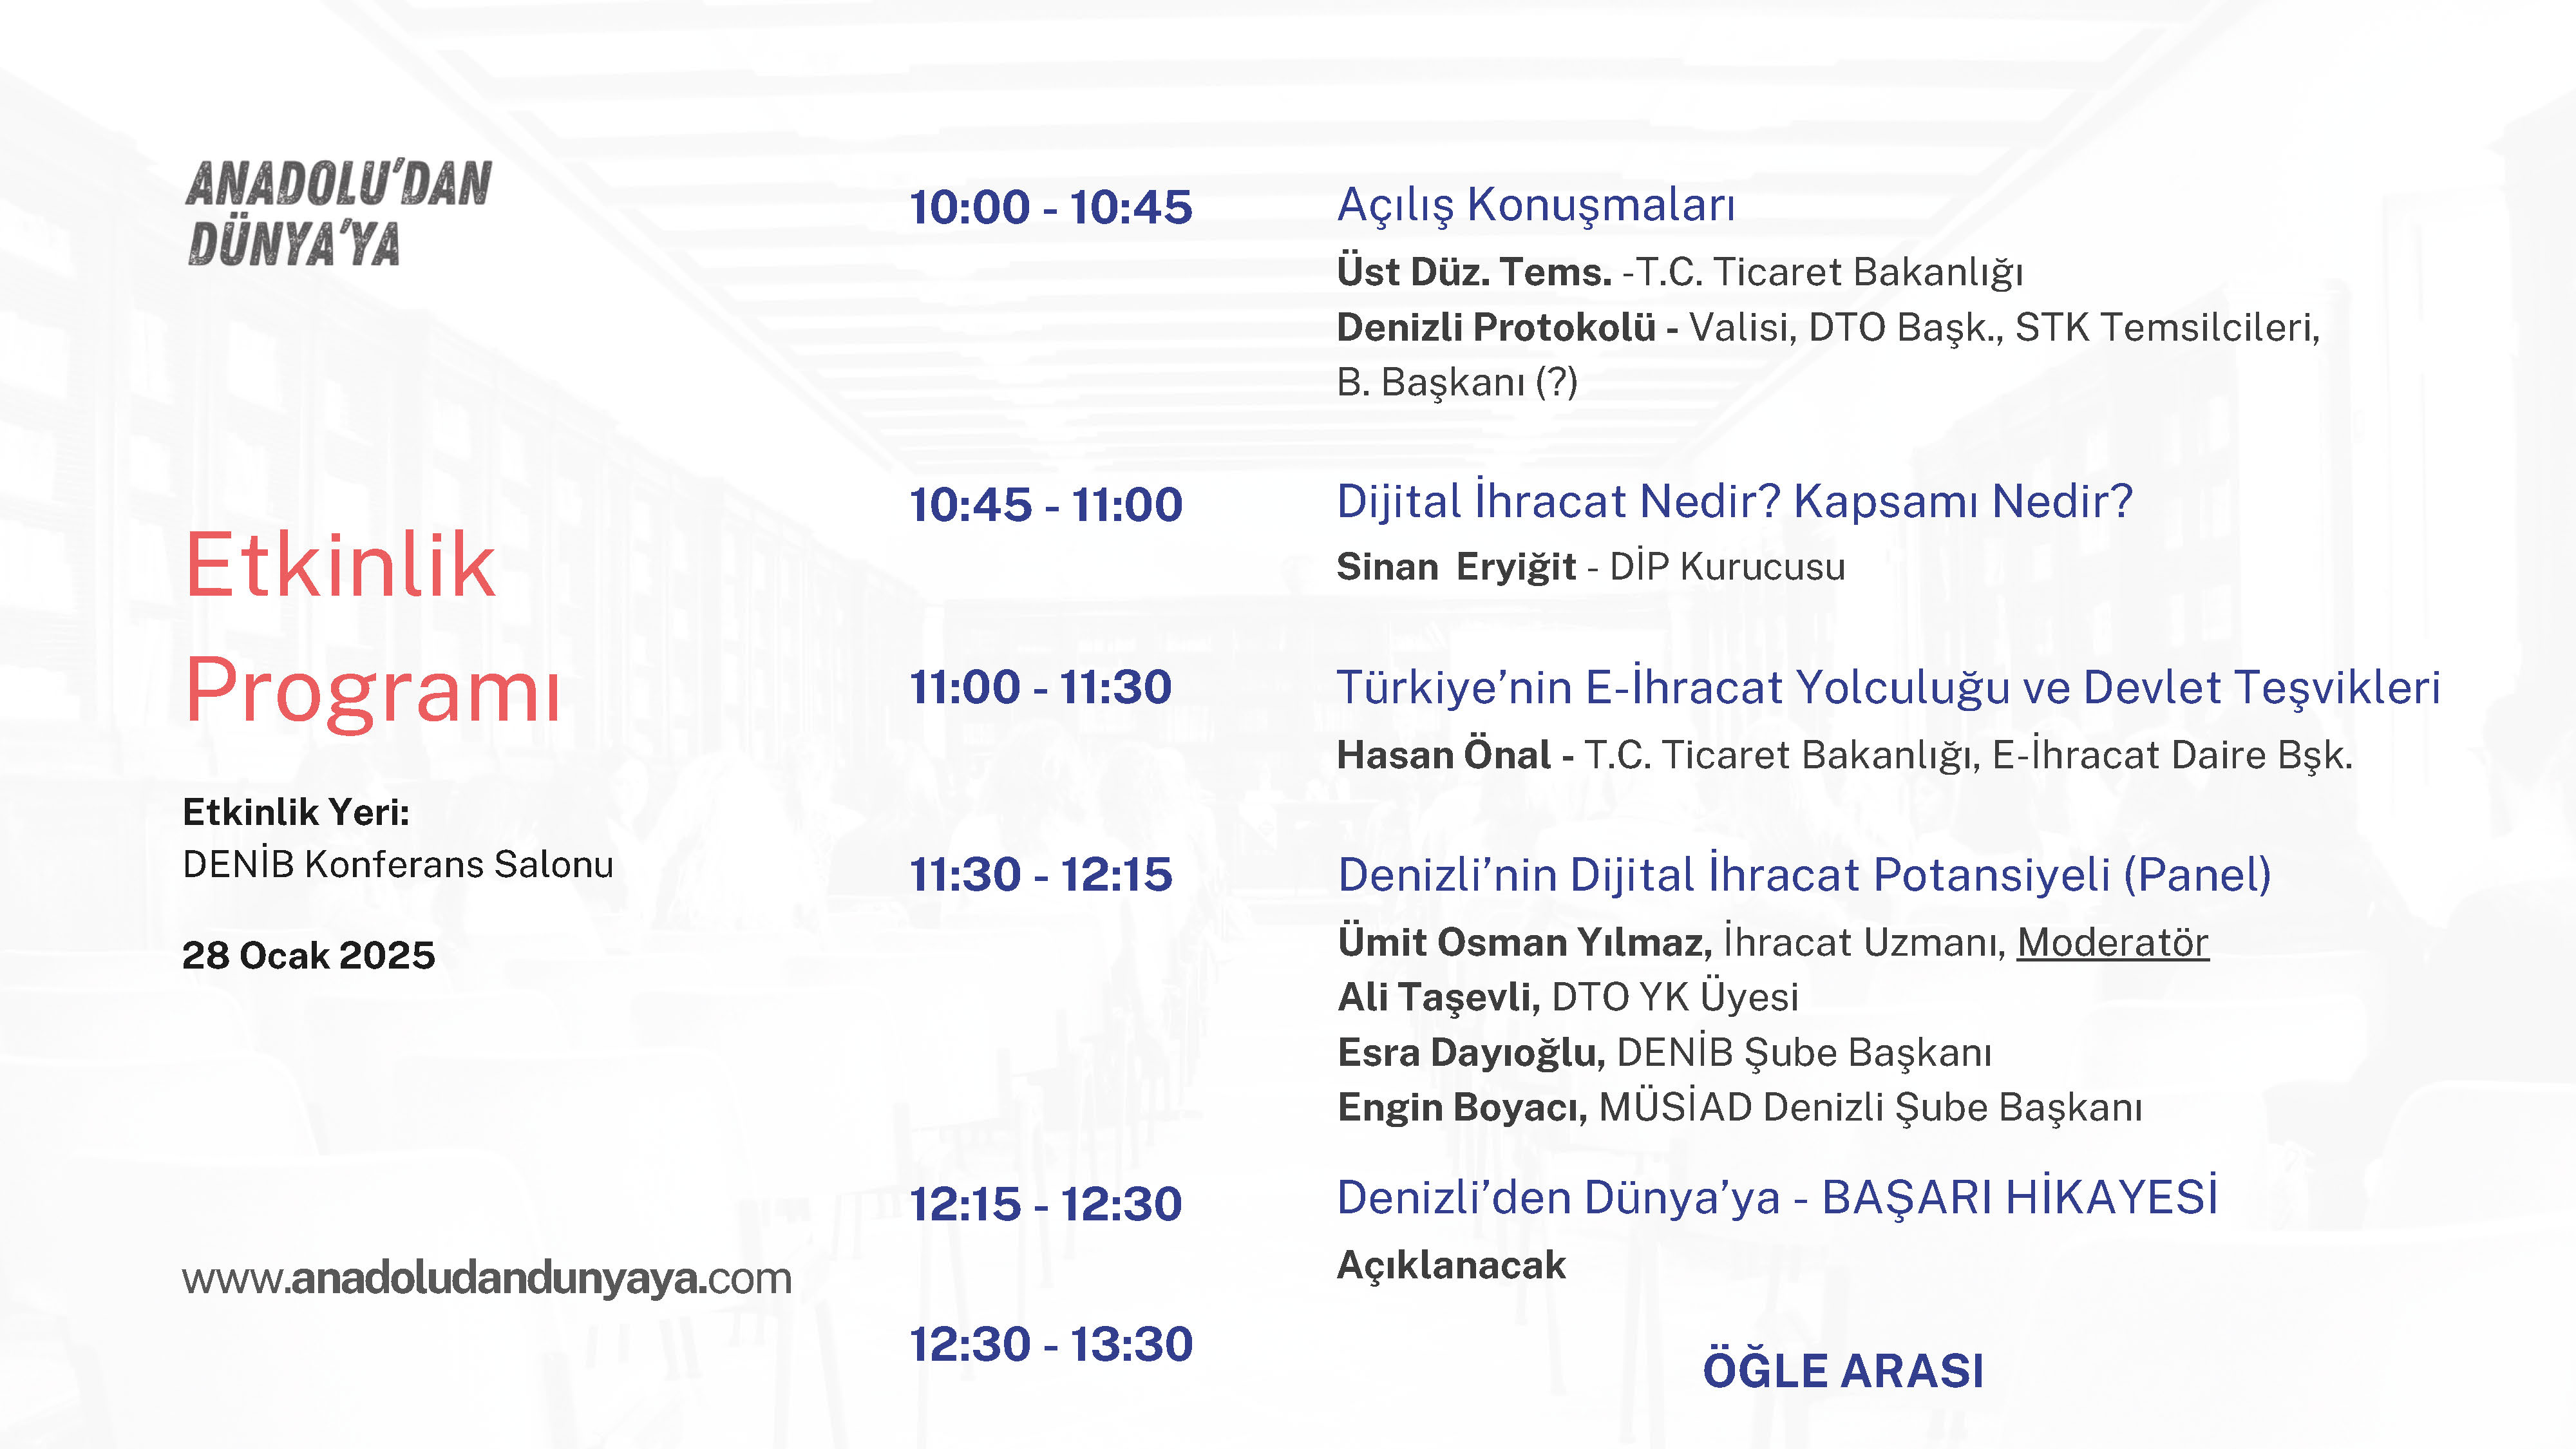 ANADOLU’DAN
DÜNYA’YA
Etkinlik
Programı
Etkinlik Yeri:
DENİB Konferans Salonu
28 Ocak 2025
www.anadoludandunyaya.com
10:00 - 10:45
Açılış Konuşmaları
Üst Düz. Tems. -T.C. Ticaret Bakanlığı
Denizli Protokolü - Valisi, DTO Başk., STK Temsilcileri,
B. Başkanı (?)
10:45 - 11:00
Dijital İhracat Nedir? Kapsamı Nedir?
Sinan Eryiğit - DİP Kurucusu
11:00 - 11:30
Türkiye’nin E-İhracat Yolculuğu ve Devlet Teşvikleri
Hasan Önal - T.C. Ticaret Bakanlığı, E-İhracat Daire Bşk.
11:30 - 12:15
Denizli’nin Dijital İhracat Potansiyeli (Panel)
Ümit Osman Yılmaz, İhracat Uzmanı, Moderatör
Ali Taşevli, DTO YK Üyesi
Esra Dayıoğlu, DENİB Şube Başkanı
Engin Boyacı, MÜSİAD Denizli Şube Başkanı
12:15 - 12:30
Denizli’den Dünya’ya - BAŞARI HİKAYESİ
Açıklanacak
12:30 - 13:30
ÖĞLE ARASI